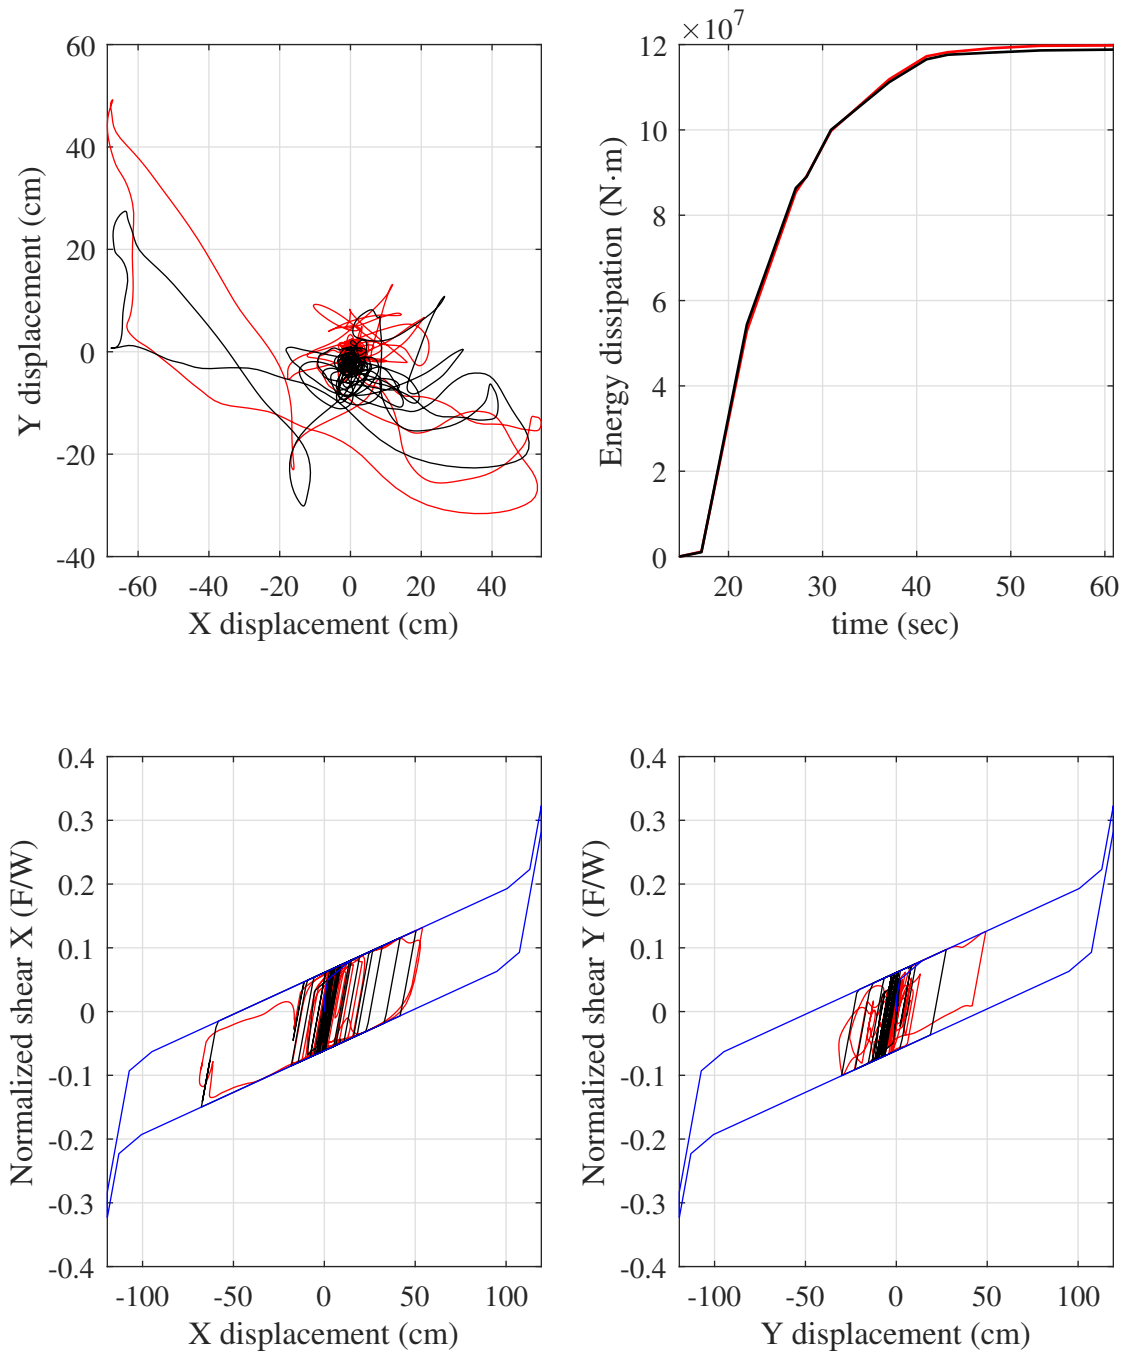 60
40
20
0
-20
-40
-60 -40 -20 0 20 40
X displacement (cm)
Y displacement (cm)
×10⁷
12
10
8
6
4
2
0
20 30 40 50 60
time (sec)
Energy dissipation (N·m)
0.4
0.3
0.2
0.1
0
-0.1
-0.2
-0.3
-0.4
-100 -50 0 50 100
X displacement (cm)
Normalized shear X (F/W)
0.4
0.3
0.2
0.1
0
-0.1
-0.2
-0.3
-0.4
-100 -50 0 50 100
Y displacement (cm)
Normalized shear Y (F/W)